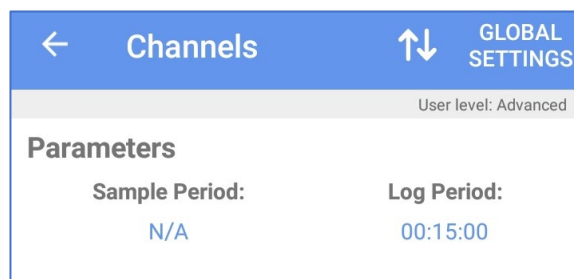 ← Channels ↑↓ GLOBAL
SETTINGS
User level: Advanced
Parameters
Sample Period: Log Period:
N/A 00:15:00